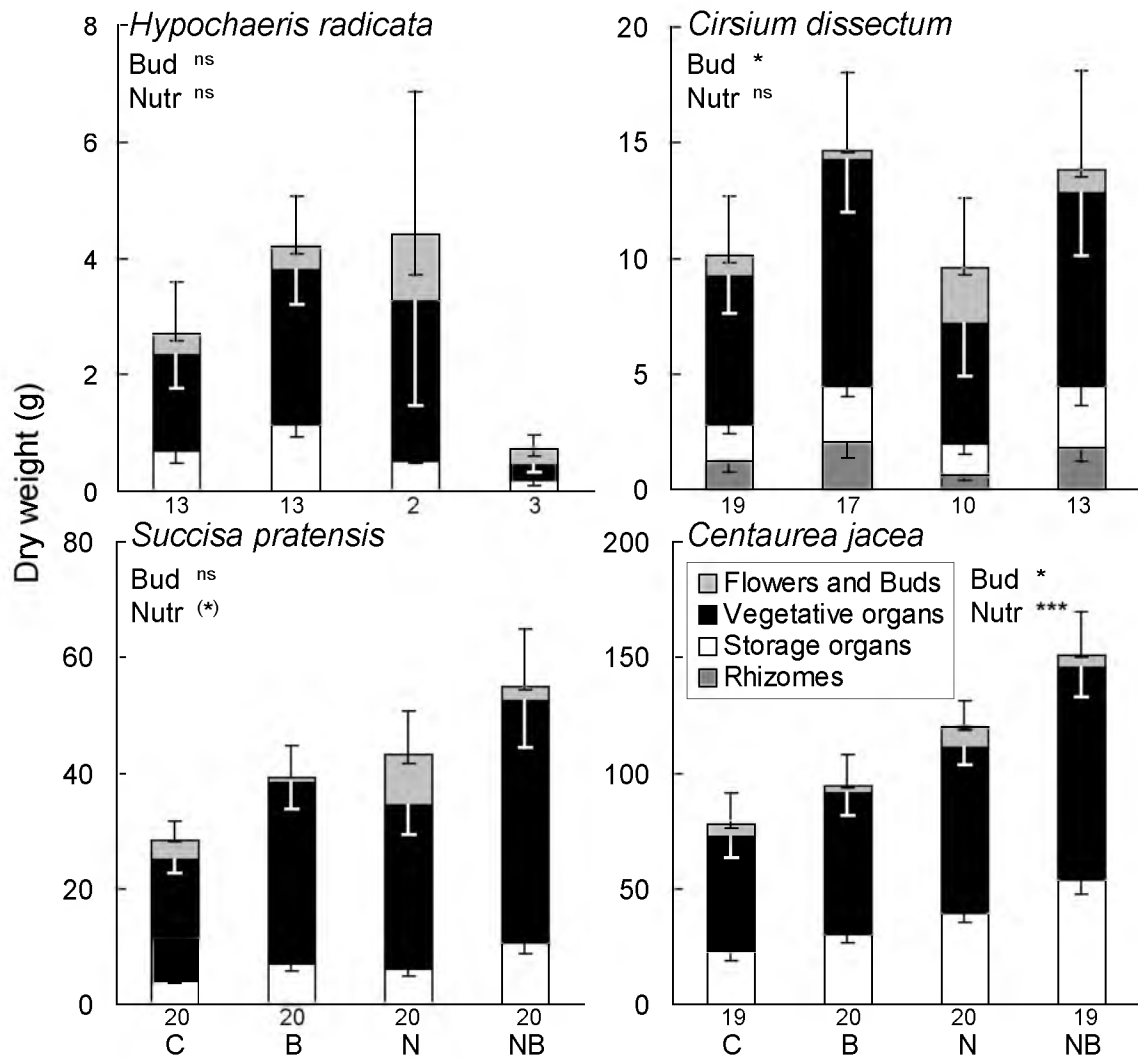 Dry weight (g)
Hypochaeris radicata
Bud ns
Nutr ns
8
6
4
2
0
13 13 2 3
Cirsium dissectum
Bud *
Nutr ns
20
15
10
5
0
19 17 10 13
Succisa pratensis
Bud ns
Nutr (*)
80
60
40
20
0
20 20 20 20
C B N NB
Centaurea jacea
Flowers and Buds
Vegetative organs
Storage organs
Rhizomes
Bud *
Nutr ***
200
150
100
50
0
19 20 20 19
C B N NB